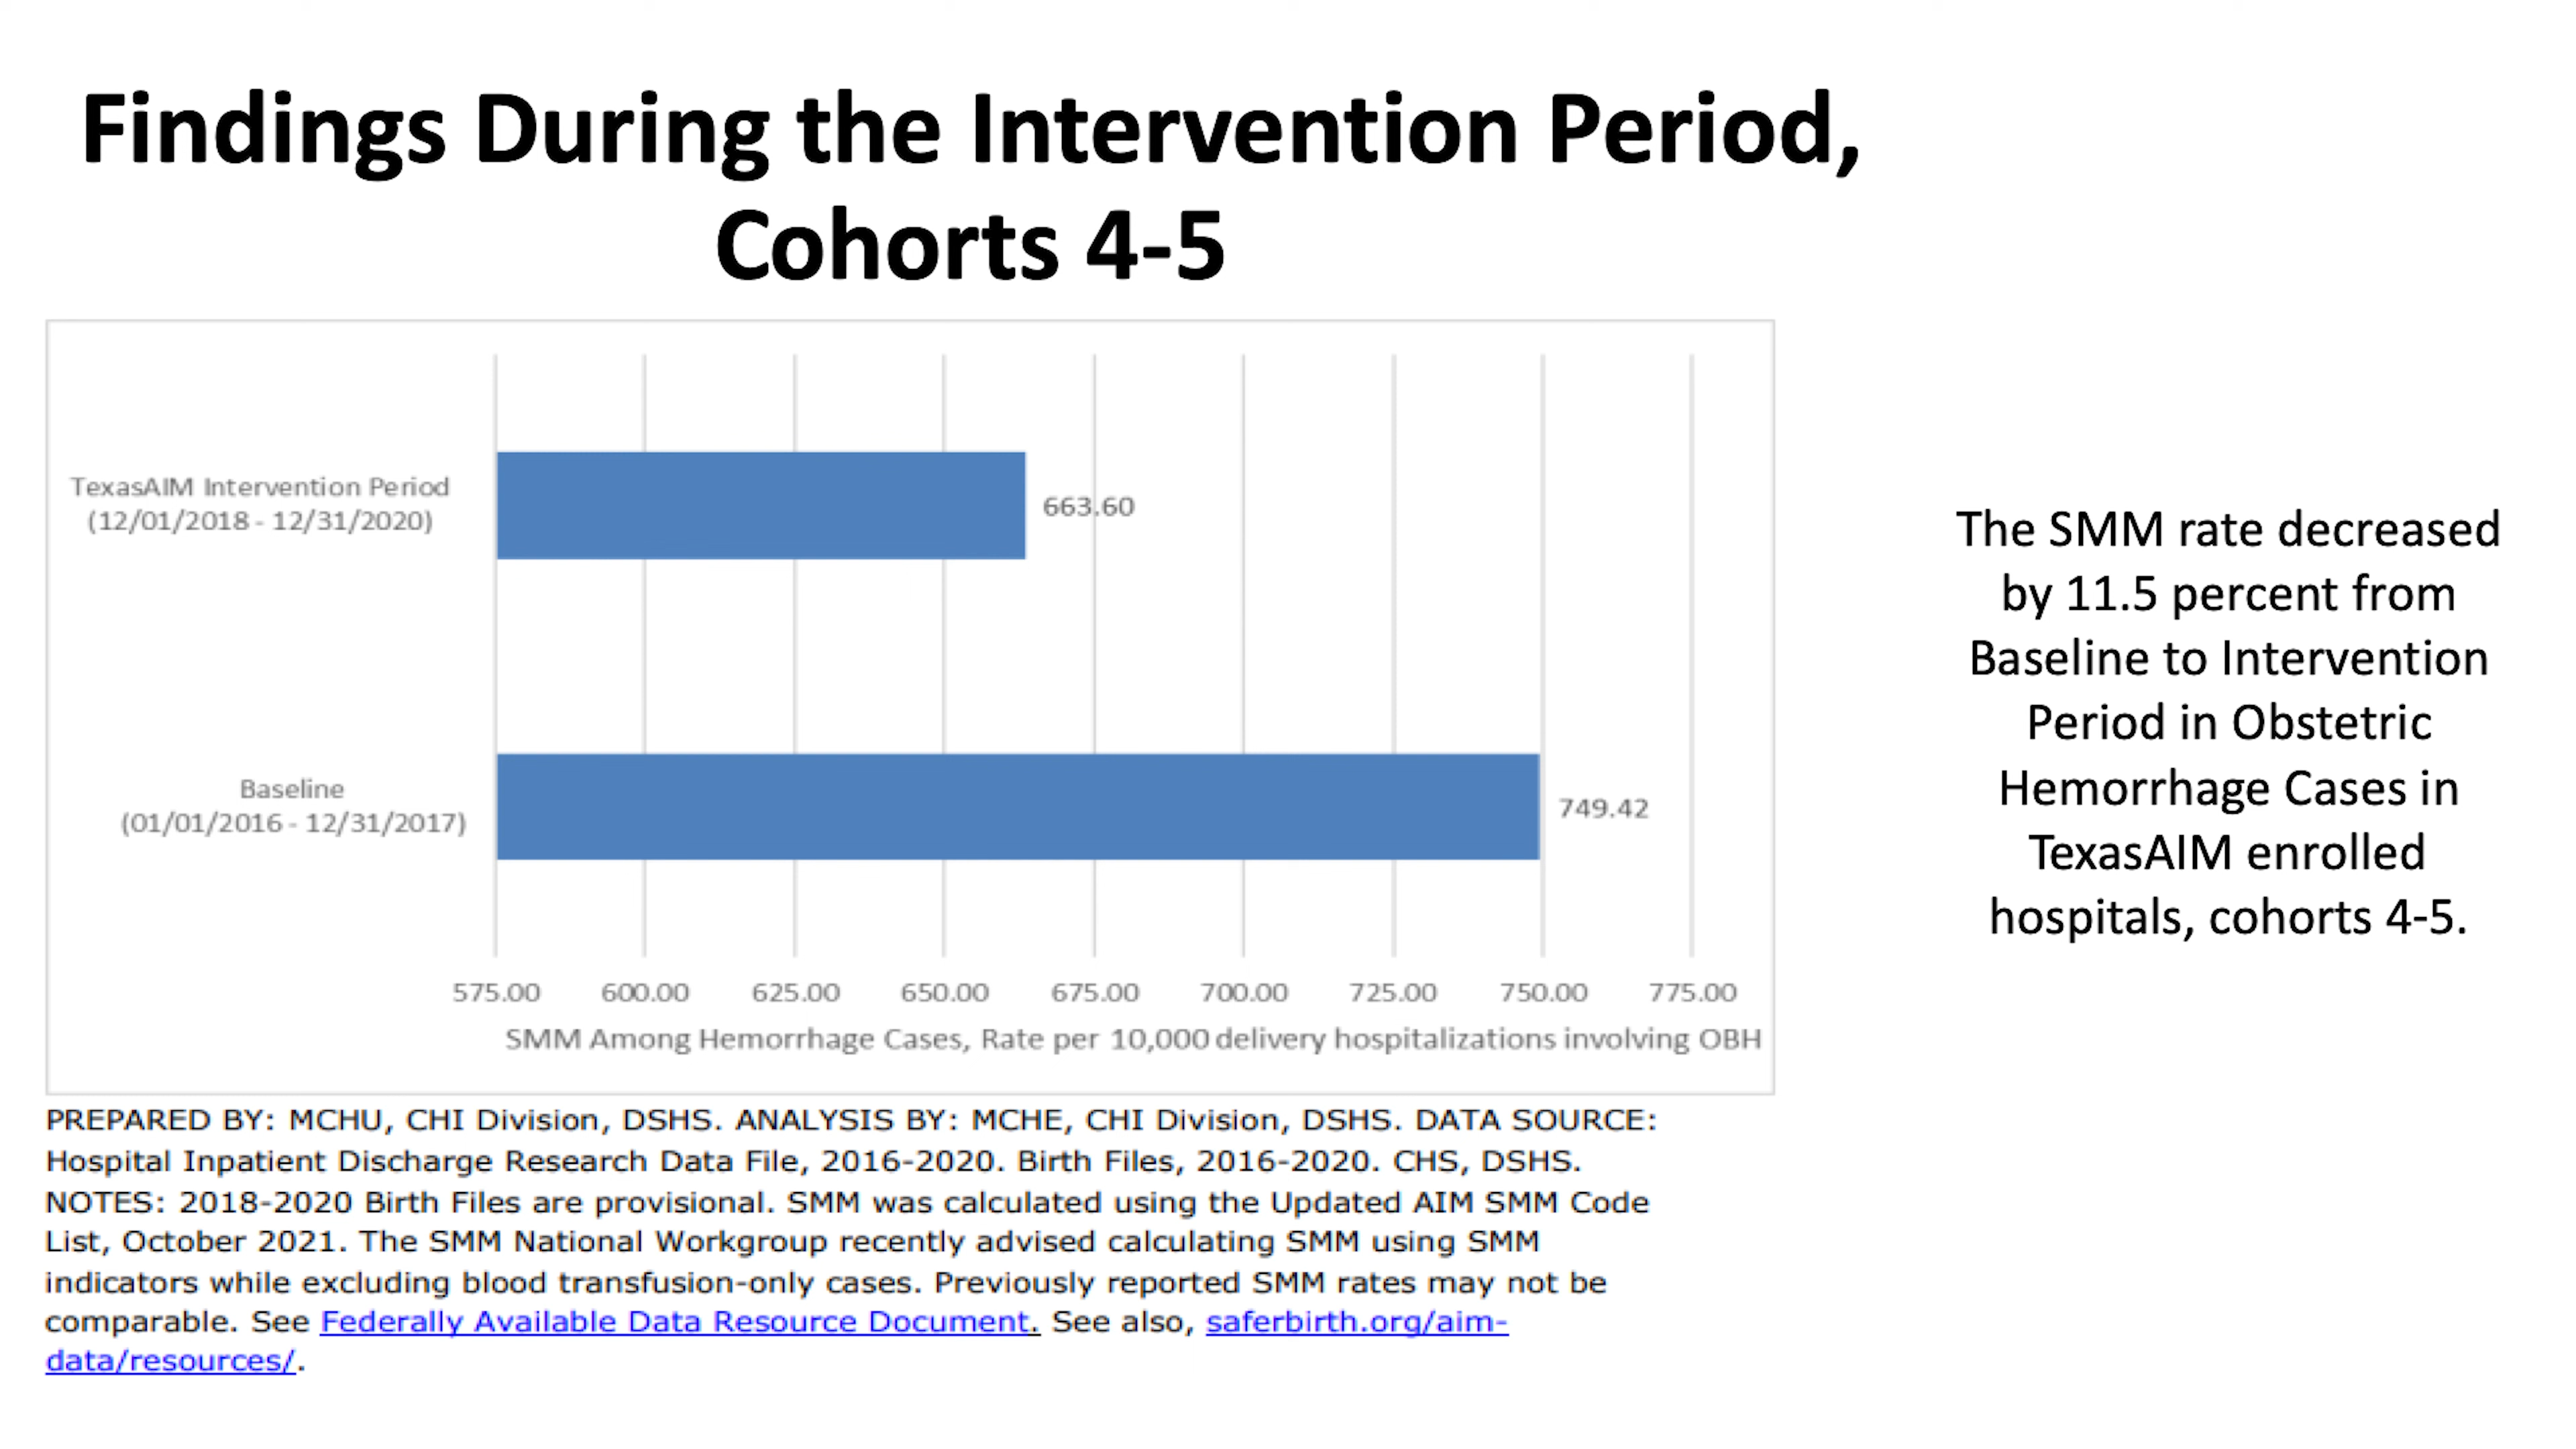 Findings During the Intervention Period,
Cohorts 4-5
TexasAIM Intervention Period
(12/01/2018 - 12/31/2020)
663.60
Baseline
(01/01/2016 - 12/31/2017)
749.42
575.00 600.00 625.00 650.00 675.00 700.00 725.00 750.00 775.00
SMM Among Hemorrhage Cases, Rate per 10,000 delivery hospitalizations involving OBH
The SMM rate decreased
by 11.5 percent from
Baseline to Intervention
Period in Obstetric
Hemorrhage Cases in
TexasAIM enrolled
hospitals, cohorts 4-5.
PREPARED BY: MCHU, CHI Division, DSHS. ANALYSIS BY: MCHE, CHI Division, DSHS. DATA SOURCE:
Hospital Inpatient Discharge Research Data File, 2016-2020. Birth Files, 2016-2020. CHS, DSHS.
NOTES: 2018-2020 Birth Files are provisional. SMM was calculated using the Updated AIM SMM Code
List, October 2021. The SMM National Workgroup recently advised calculating SMM using SMM
indicators while excluding blood transfusion-only cases. Previously reported SMM rates may not be
comparable. See Federally Available Data Resource Document. See also, saferbirth.org/aim-
data/resources/.